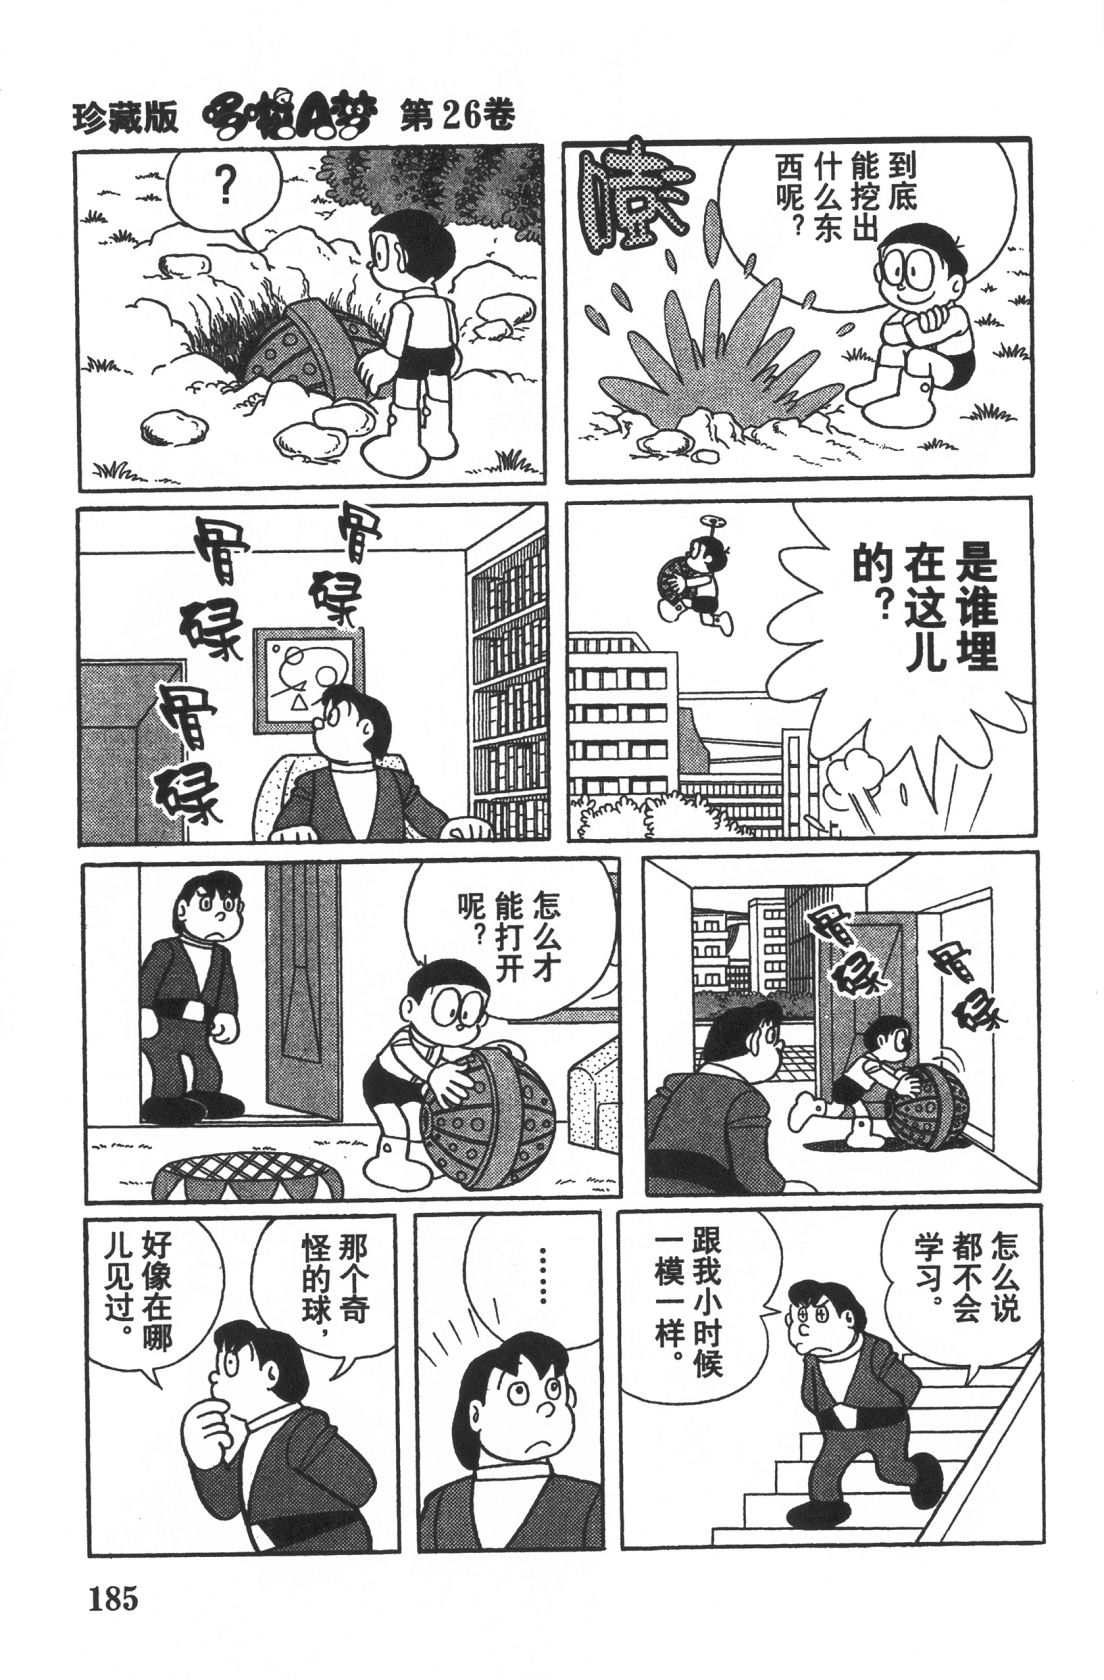 珍藏版 哆啦A梦 第26卷
到底
能挖出
什么东
西呢?
嘭
?
是谁埋
在这儿
的?
骨碌
骨碌
骨碌
骨碌
骨碌
怎么才
能打开
呢?
怎么说
都不会
学习。
跟我小时候
一模一样。
……
那个奇
怪的球,
好像在哪
儿见过。
185